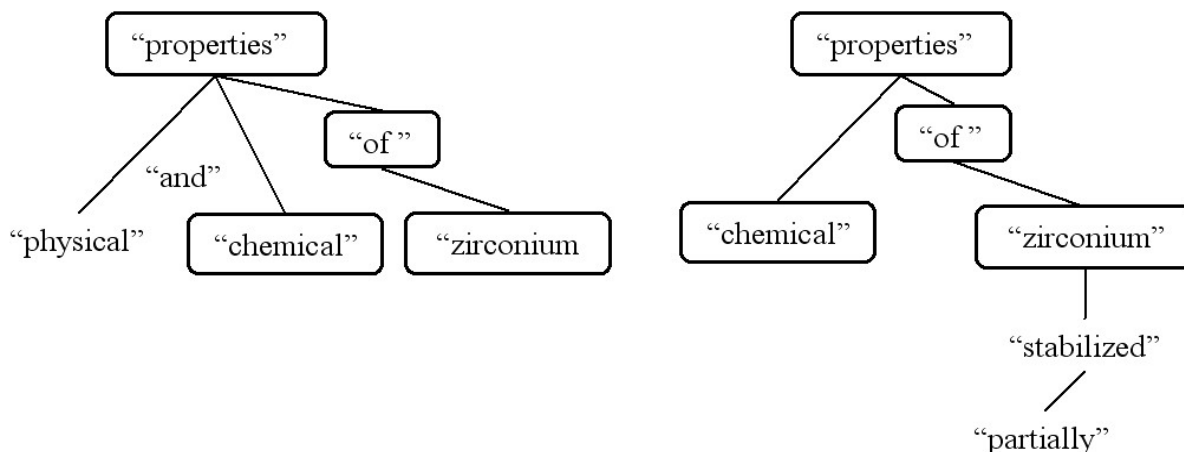 “properties”
“of ”
“and”
“physical”
“chemical”
“zirconium
“properties”
“of ”
“chemical”
“zirconium”
“stabilized”
“partially”